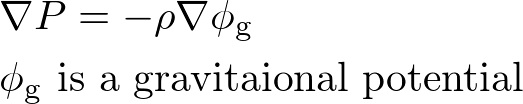 ∇P = −ρ∇ϕ_g
ϕ_g is a gravitaional potential